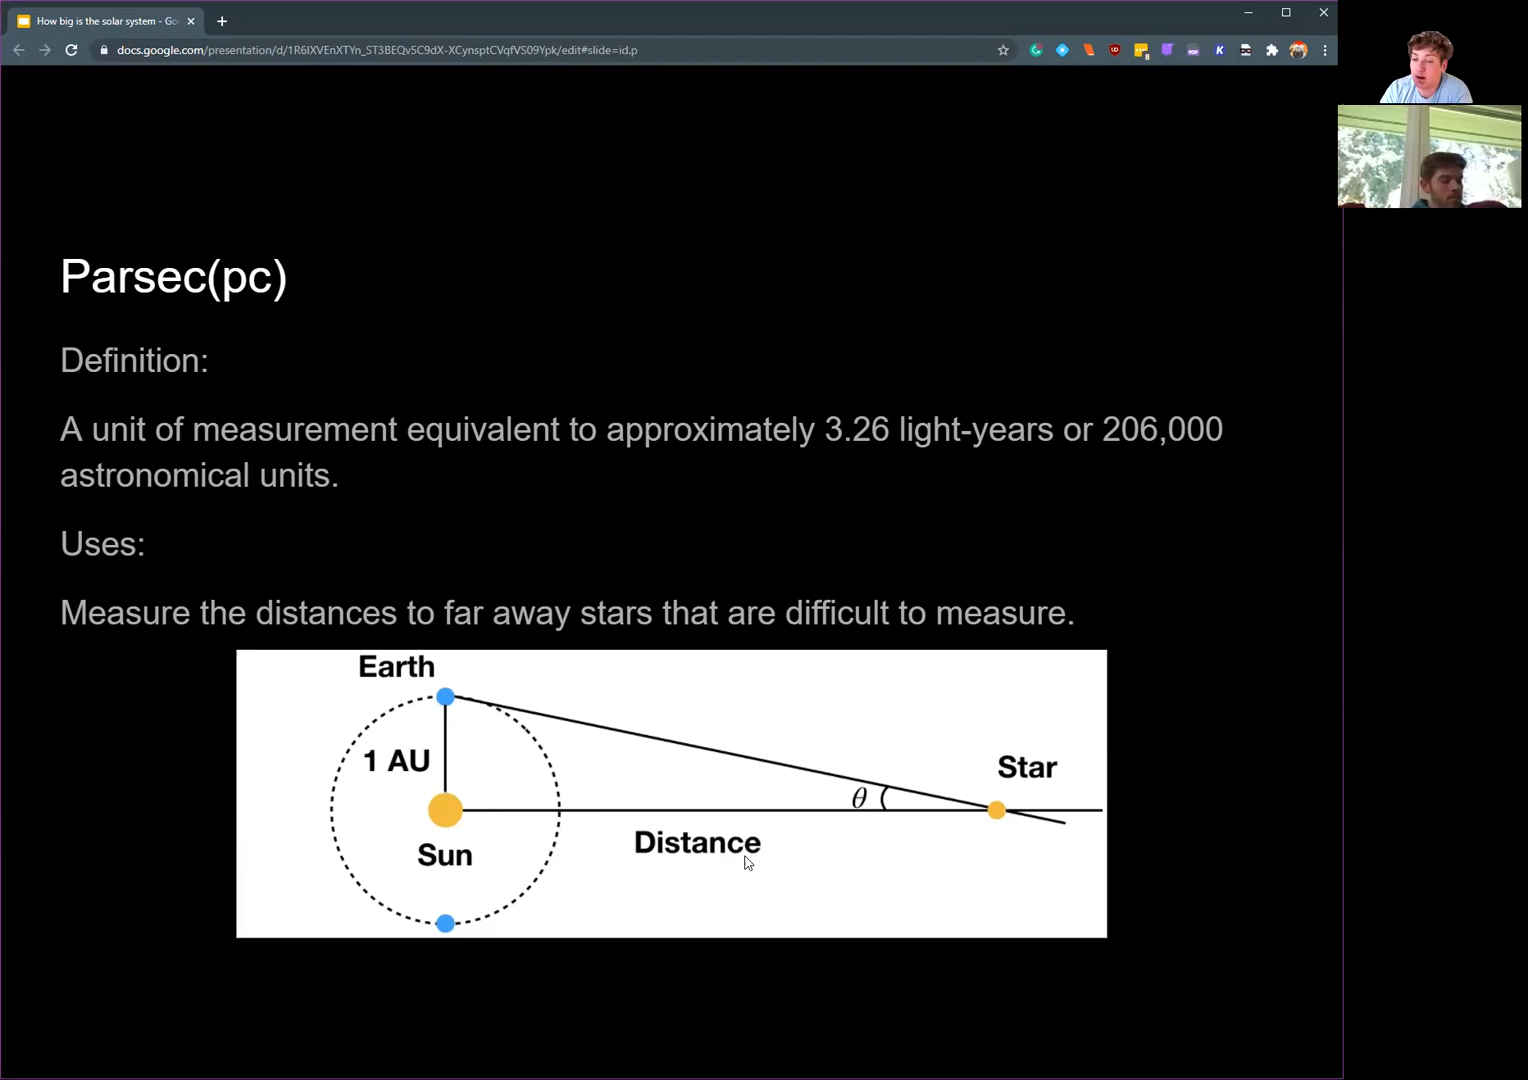 How big is the solar system - Go
docs.google.com/presentation/d/1R6lXVEnXTYn_ST3BEQv5C9dX-XCynsptCVqfVS09Ypk/edit#slide=id.p
Parsec(pc)
Definition:
A unit of measurement equivalent to approximately 3.26 light-years or 206,000
astronomical units.
Uses:
Measure the distances to far away stars that are difficult to measure.
Earth
1 AU
Star
θ
Distance
Sun